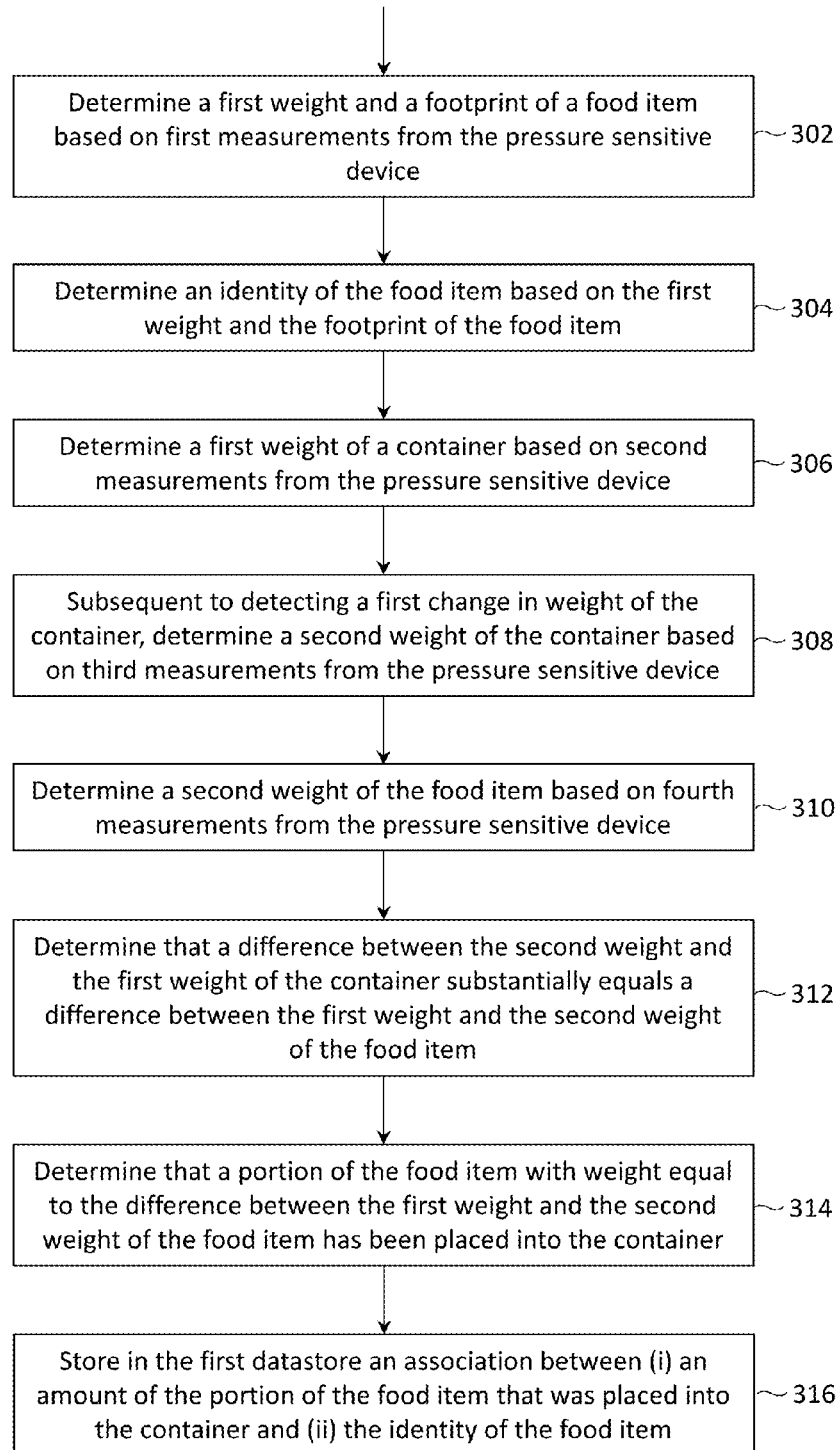 Determine a first weight and a footprint of a food item
based on first measurements from the pressure sensitive
device
302
Determine an identity of the food item based on the first
weight and the footprint of the food item
304
Determine a first weight of a container based on second
measurements from the pressure sensitive device
306
Subsequent to detecting a first change in weight of the
container, determine a second weight of the container based
on third measurements from the pressure sensitive device
308
Determine a second weight of the food item based on fourth
measurements from the pressure sensitive device
310
Determine that a difference between the second weight and
the first weight of the container substantially equals a
difference between the first weight and the second weight
of the food item
312
Determine that a portion of the food item with weight equal
to the difference between the first weight and the second
weight of the food item has been placed into the container
314
Store in the first datastore an association between (i) an
amount of the portion of the food item that was placed into
the container and (ii) the identity of the food item
316